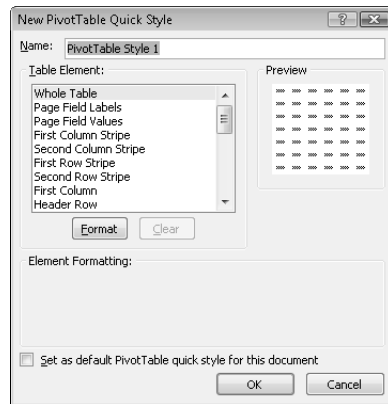 New PivotTable Quick Style
Name: PivotTable Style 1
Table Element:
Preview
Whole Table
Page Field Labels
Page Field Values
First Column Stripe
Second Column Stripe
First Row Stripe
Second Row Stripe
First Column
Header Row
Format Clear
Element Formatting:
Set as default PivotTable quick style for this document
OK Cancel